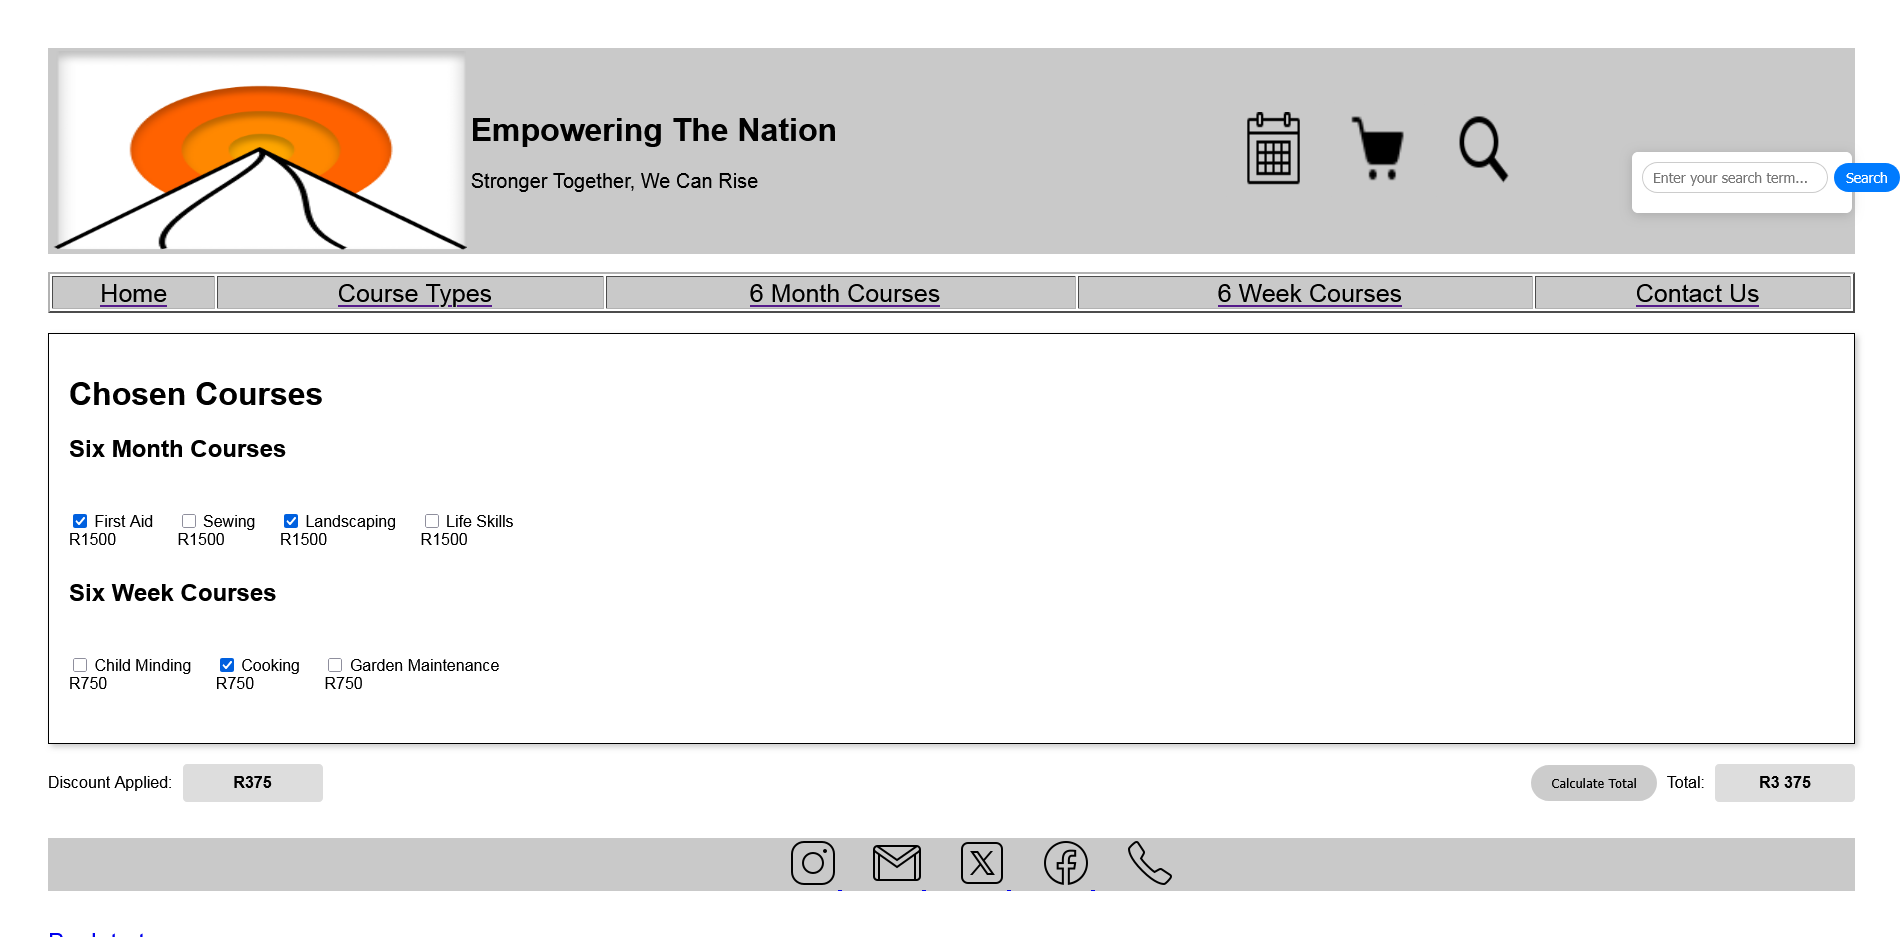 Empowering The Nation
Stronger Together, We Can Rise
Enter your search term... Search
Home Course Types 6 Month Courses 6 Week Courses Contact Us
Chosen Courses
Six Month Courses
First Aid Sewing Landscaping Life Skills
R1500 R1500 R1500 R1500
Six Week Courses
Child Minding Cooking Garden Maintenance
R750 R750 R750
Discount Applied: R375 Calculate Total Total: R3 375